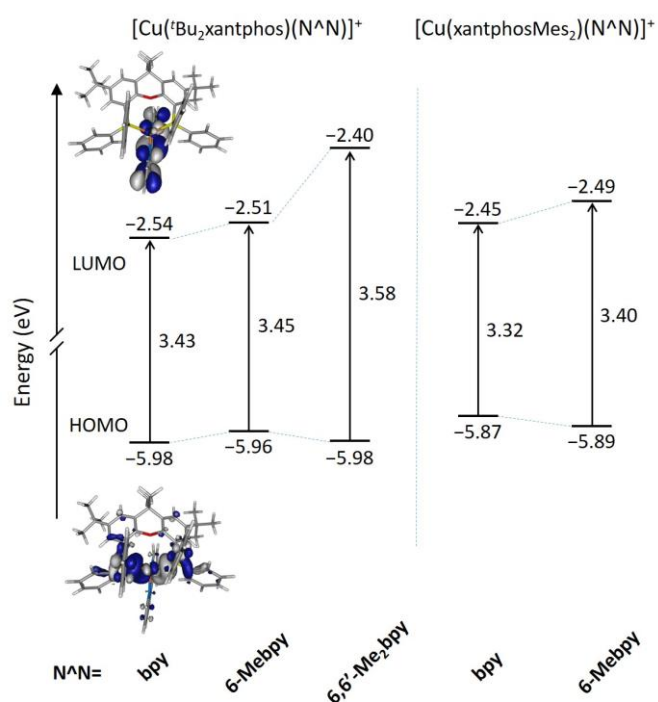 [Cu(ᵗBu₂xantphos)(N^N)]⁺
[Cu(xantphosMes₂)(N^N)]⁺
−2.40
−2.49
−2.54
−2.51
−2.45
LUMO
3.58
3.43
3.45
3.32
3.40
Energy (eV)
HOMO
−5.98
−5.96
−5.98
−5.87
−5.89
N^N=
bpy
6-Mebpy
6,6′-Me₂bpy
bpy
6-Mebpy